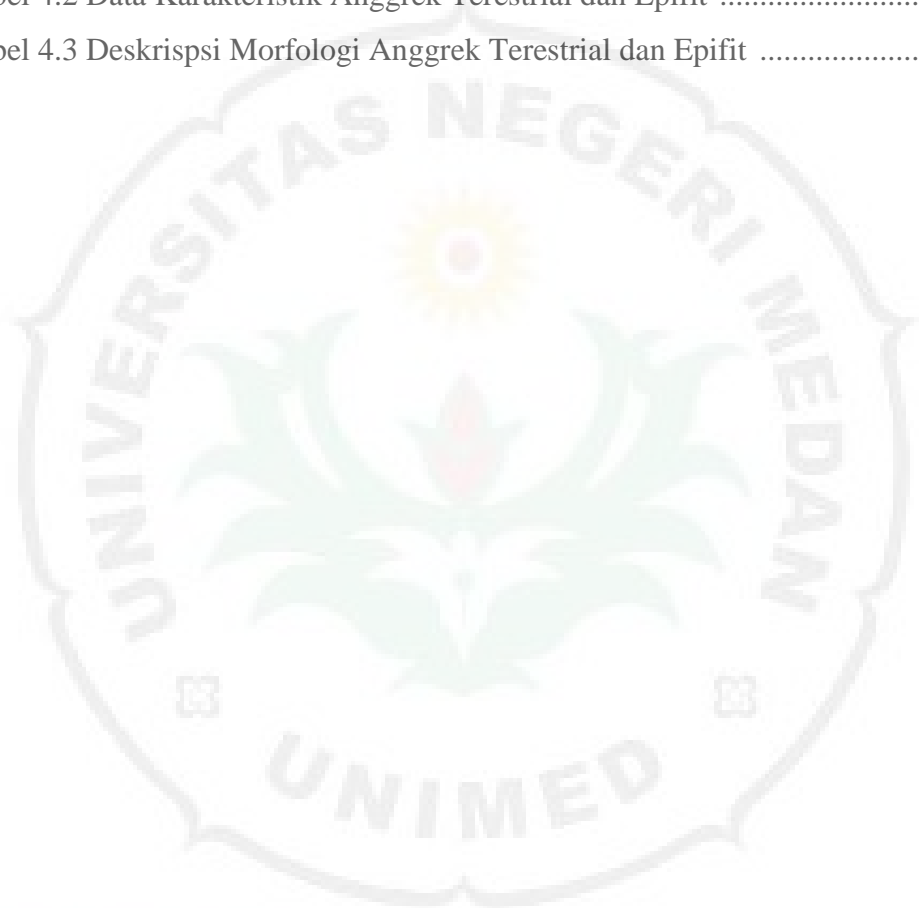 bel 4.2 Data Karakteristik Anggrek Terestrial dan Epifit ..........................
bel 4.3 Deskrispsi Morfologi Anggrek Terestrial dan Epifit ...................
UNIVERSITAS NEGERI MEDAN
UNIMED